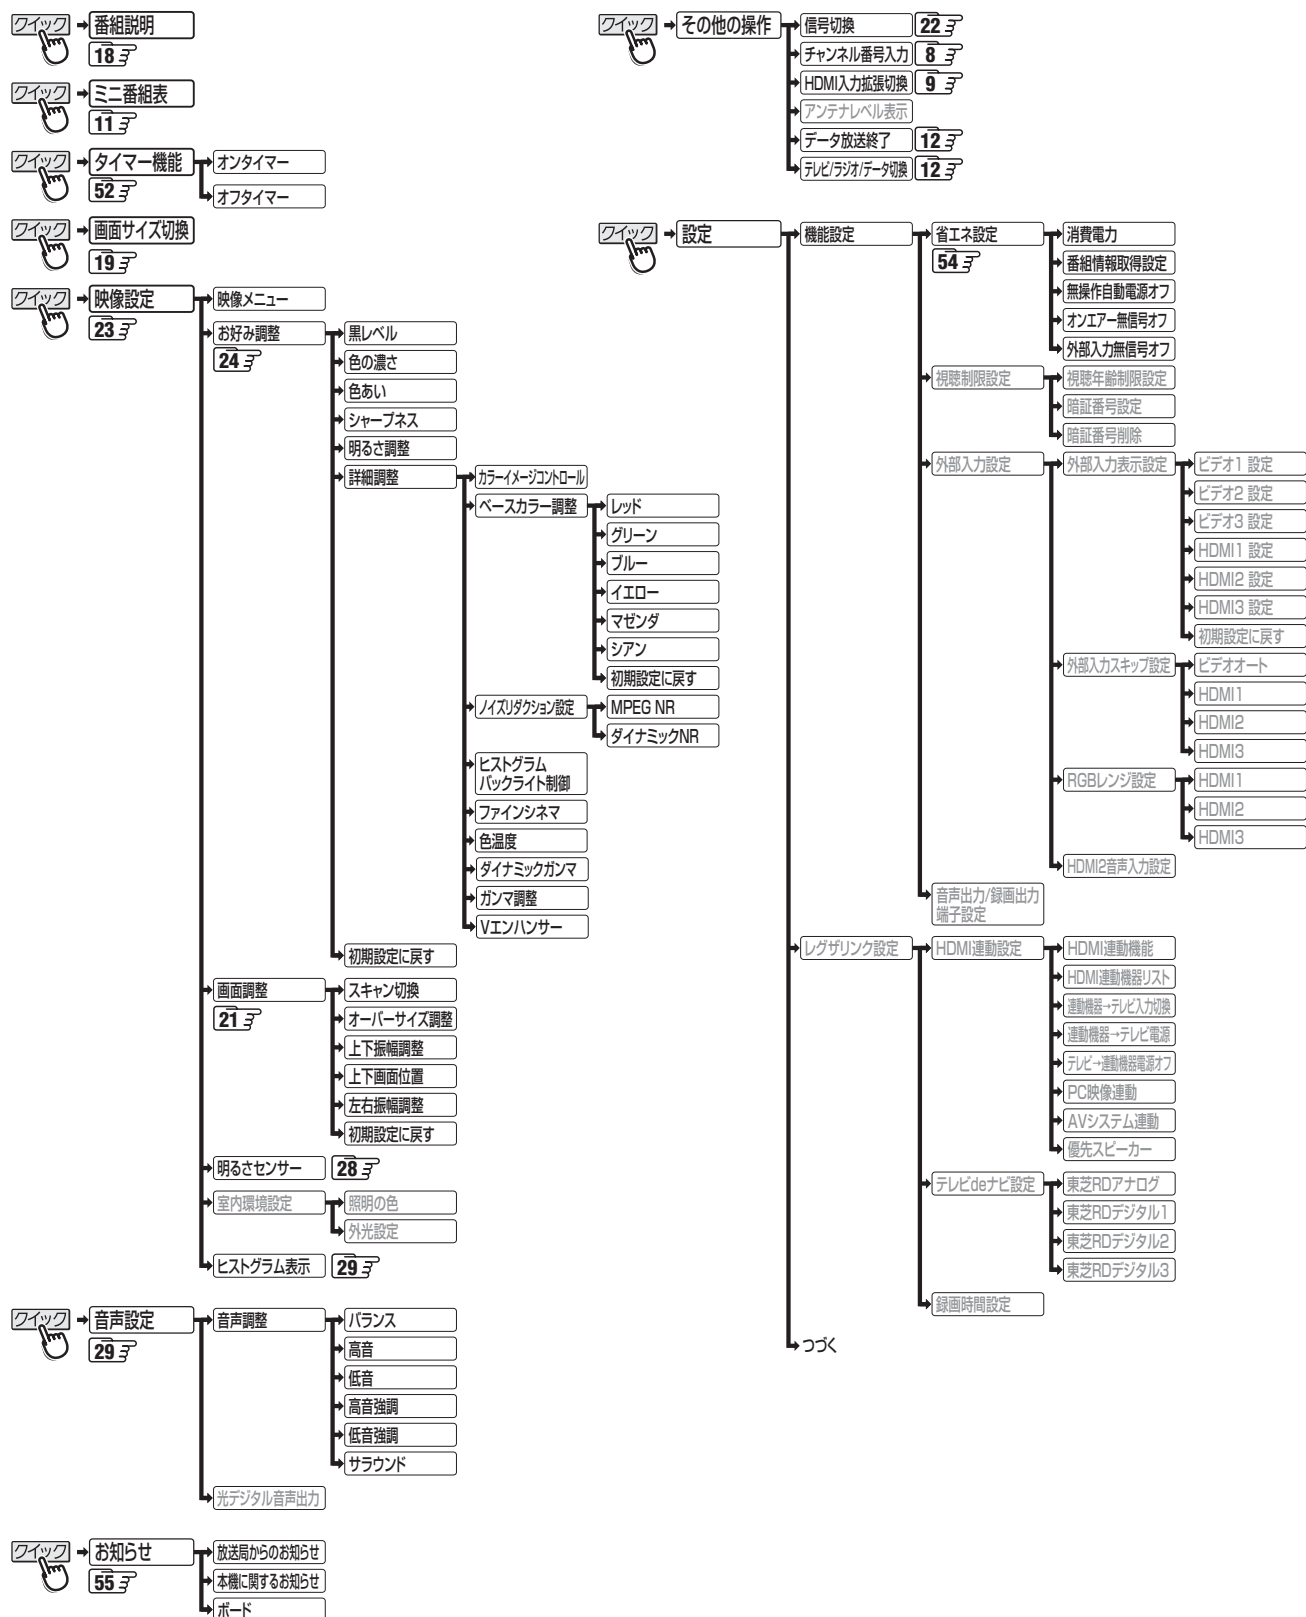 クイック
番組説明
18
クイック
ミニ番組表
11
クイック
タイマー機能
52
オンタイマー
オフタイマー
クイック
画面サイズ切換
19
クイック
映像設定
23
映像メニュー
お好み調整
24
黒レベル
色の濃さ
色あい
シャープネス
明るさ調整
詳細調整
カラーイメージコントロール
ベースカラー調整
レッド
グリーン
ブルー
イエロー
マゼンダ
シアン
初期設定に戻す
ノイズリダクション設定
MPEG NR
ダイナミックNR
ヒストグラム
バックライト制御
ファインシネマ
色温度
ダイナミックガンマ
ガンマ調整
Vエンハンサー
初期設定に戻す
画面調整
21
スキャン切換
オーバーサイズ調整
上下振幅調整
上下画面位置
左右振幅調整
初期設定に戻す
明るさセンサー
28
室内環境設定
照明の色
外光設定
ヒストグラム表示
29
クイック
音声設定
29
音声調整
バランス
高音
低音
高音強調
低音強調
サラウンド
光デジタル音声出力
クイック
お知らせ
55
放送局からのお知らせ
本機に関するお知らせ
ボード
クイック
その他の操作
信号切換
22
チャンネル番号入力
8
HDMI入力拡張切換
9
アンテナレベル表示
データ放送終了
12
テレビ/ラジオ/データ切換
12
クイック
設定
機能設定
省エネ設定
54
消費電力
番組情報取得設定
無操作自動電源オフ
オンエアー無信号オフ
外部入力無信号オフ
視聴制限設定
視聴年齢制限設定
暗証番号設定
暗証番号削除
外部入力設定
外部入力表示設定
ビデオ1 設定
ビデオ2 設定
ビデオ3 設定
HDMI1 設定
HDMI2 設定
HDMI3 設定
初期設定に戻す
外部入力スキップ設定
ビデオオート
HDMI1
HDMI2
HDMI3
RGBレンジ設定
HDMI1
HDMI2
HDMI3
HDMI2音声入力設定
音声出力/録画出力
端子設定
レグザリンク設定
HDMI連動設定
HDMI連動機能
HDMI連動機器リスト
連動機器→テレビ入力切換
連動機器→テレビ電源
テレビ→連動機器電源オフ
PC映像連動
AVシステム連動
優先スピーカー
テレビdeナビ設定
東芝RDアナログ
東芝RDデジタル1
東芝RDデジタル2
東芝RDデジタル3
録画時間設定
つづく